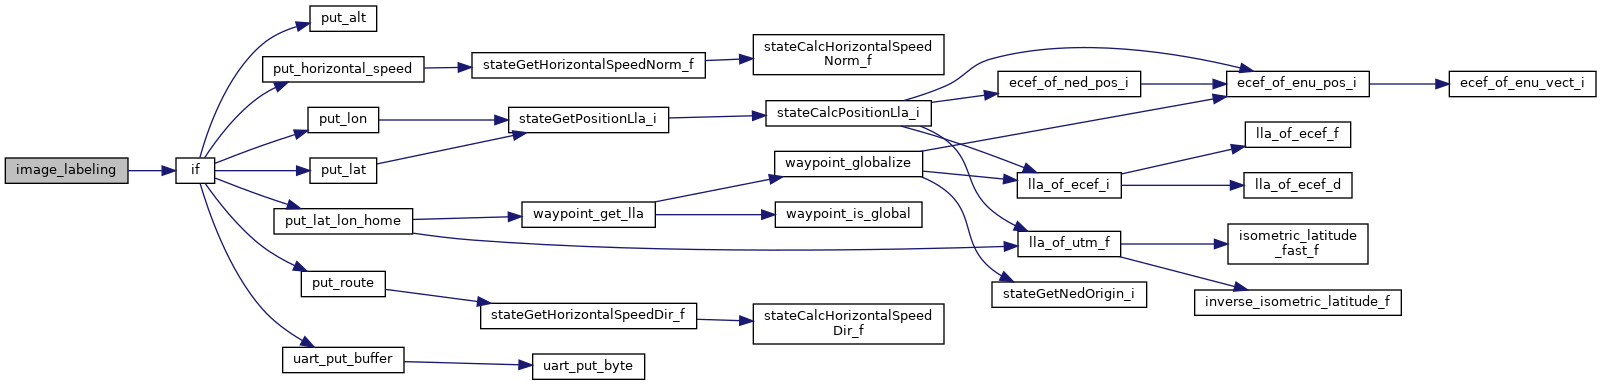 image_labeling
if
put_alt
put_horizontal_speed
put_lon
put_lat
put_lat_lon_home
put_route
uart_put_buffer
stateGetHorizontalSpeedNorm_f
stateGetPositionLla_i
waypoint_get_lla
stateGetHorizontalSpeedDir_f
uart_put_byte
stateCalcHorizontalSpeed
Norm_f
stateCalcPositionLla_i
waypoint_globalize
waypoint_is_global
stateCalcHorizontalSpeed
Dir_f
ecef_of_ned_pos_i
lla_of_ecef_i
lla_of_utm_f
stateGetNedOrigin_i
ecef_of_enu_pos_i
lla_of_ecef_f
lla_of_ecef_d
isometric_latitude
_fast_f
inverse_isometric_latitude_f
ecef_of_enu_vect_i